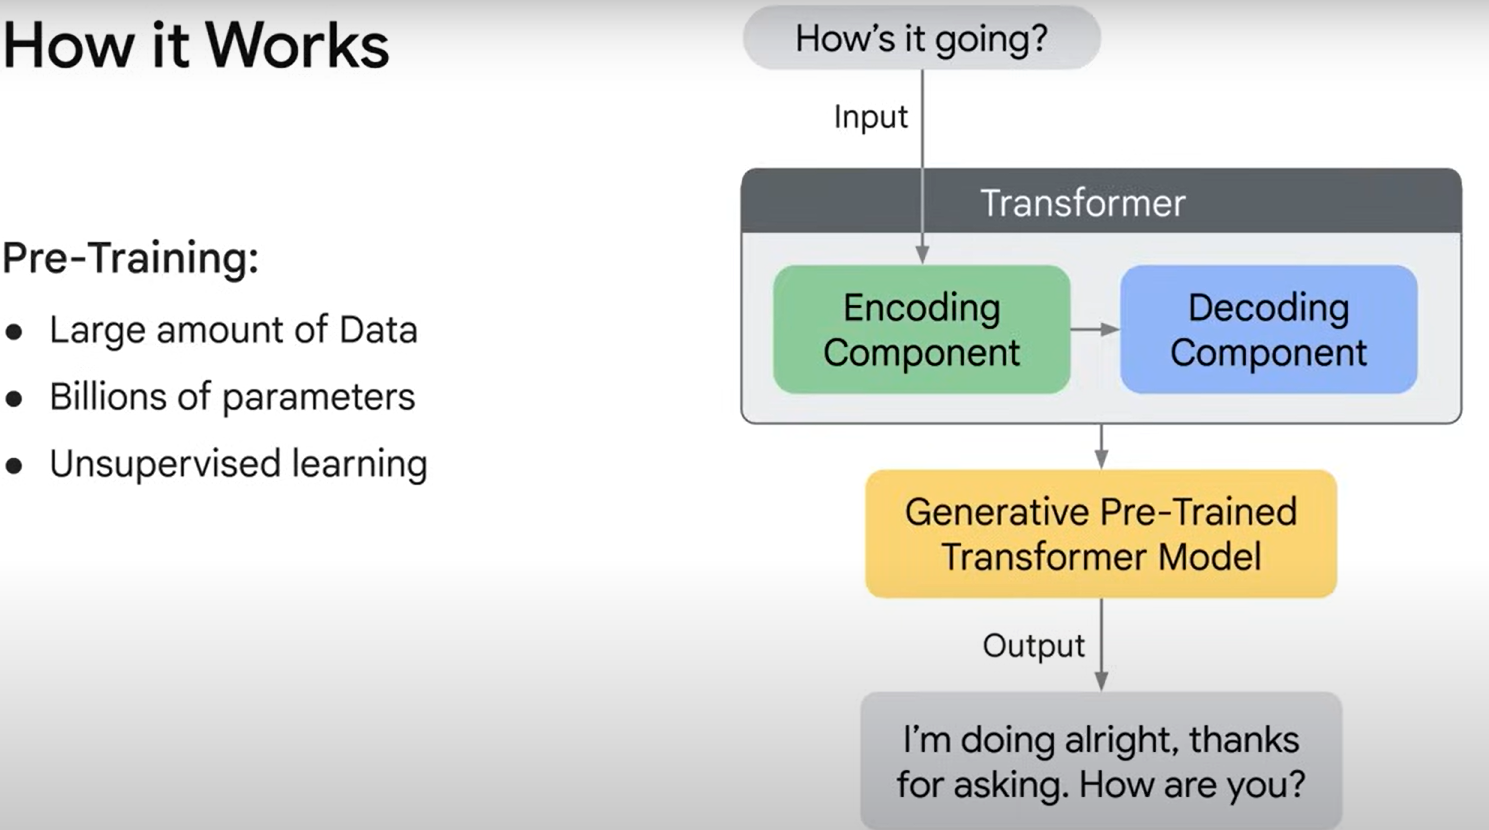 How it Works
Pre-Training:
● Large amount of Data
● Billions of parameters
● Unsupervised learning
How's it going?
Input
Transformer
Encoding
Component
Decoding
Component
Generative Pre-Trained
Transformer Model
Output
I'm doing alright, thanks
for asking. How are you?